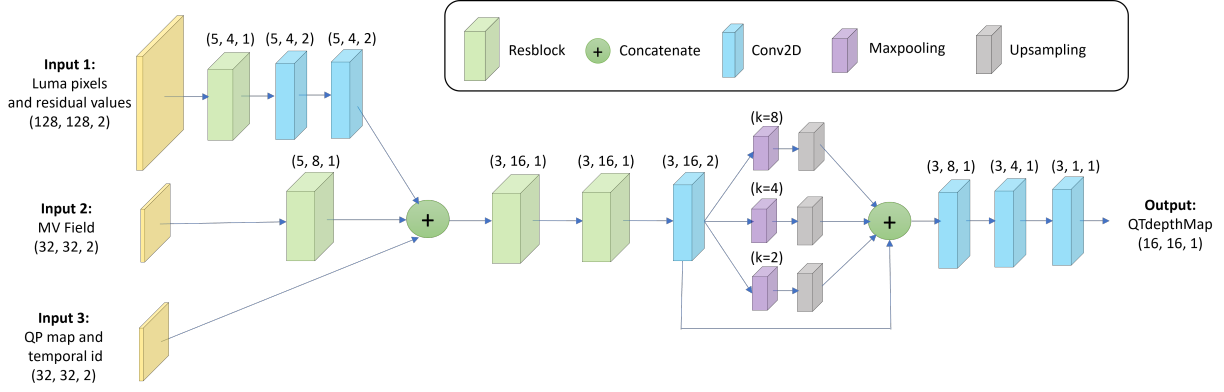 Resblock
+
Concatenate
Conv2D
Maxpooling
Upsampling
Input 1:
Luma pixels
and residual values
(128, 128, 2)
(5, 4, 1)
(5, 4, 2)
(5, 4, 2)
Input 2:
MV Field
(32, 32, 2)
(5, 8, 1)
Input 3:
QP map and
temporal id
(32, 32, 2)
+
(3, 16, 1)
(3, 16, 1)
(3, 16, 2)
(k=8)
(k=4)
(k=2)
+
(3, 8, 1)
(3, 4, 1)
(3, 1, 1)
Output:
QTdepthMap
(16, 16, 1)